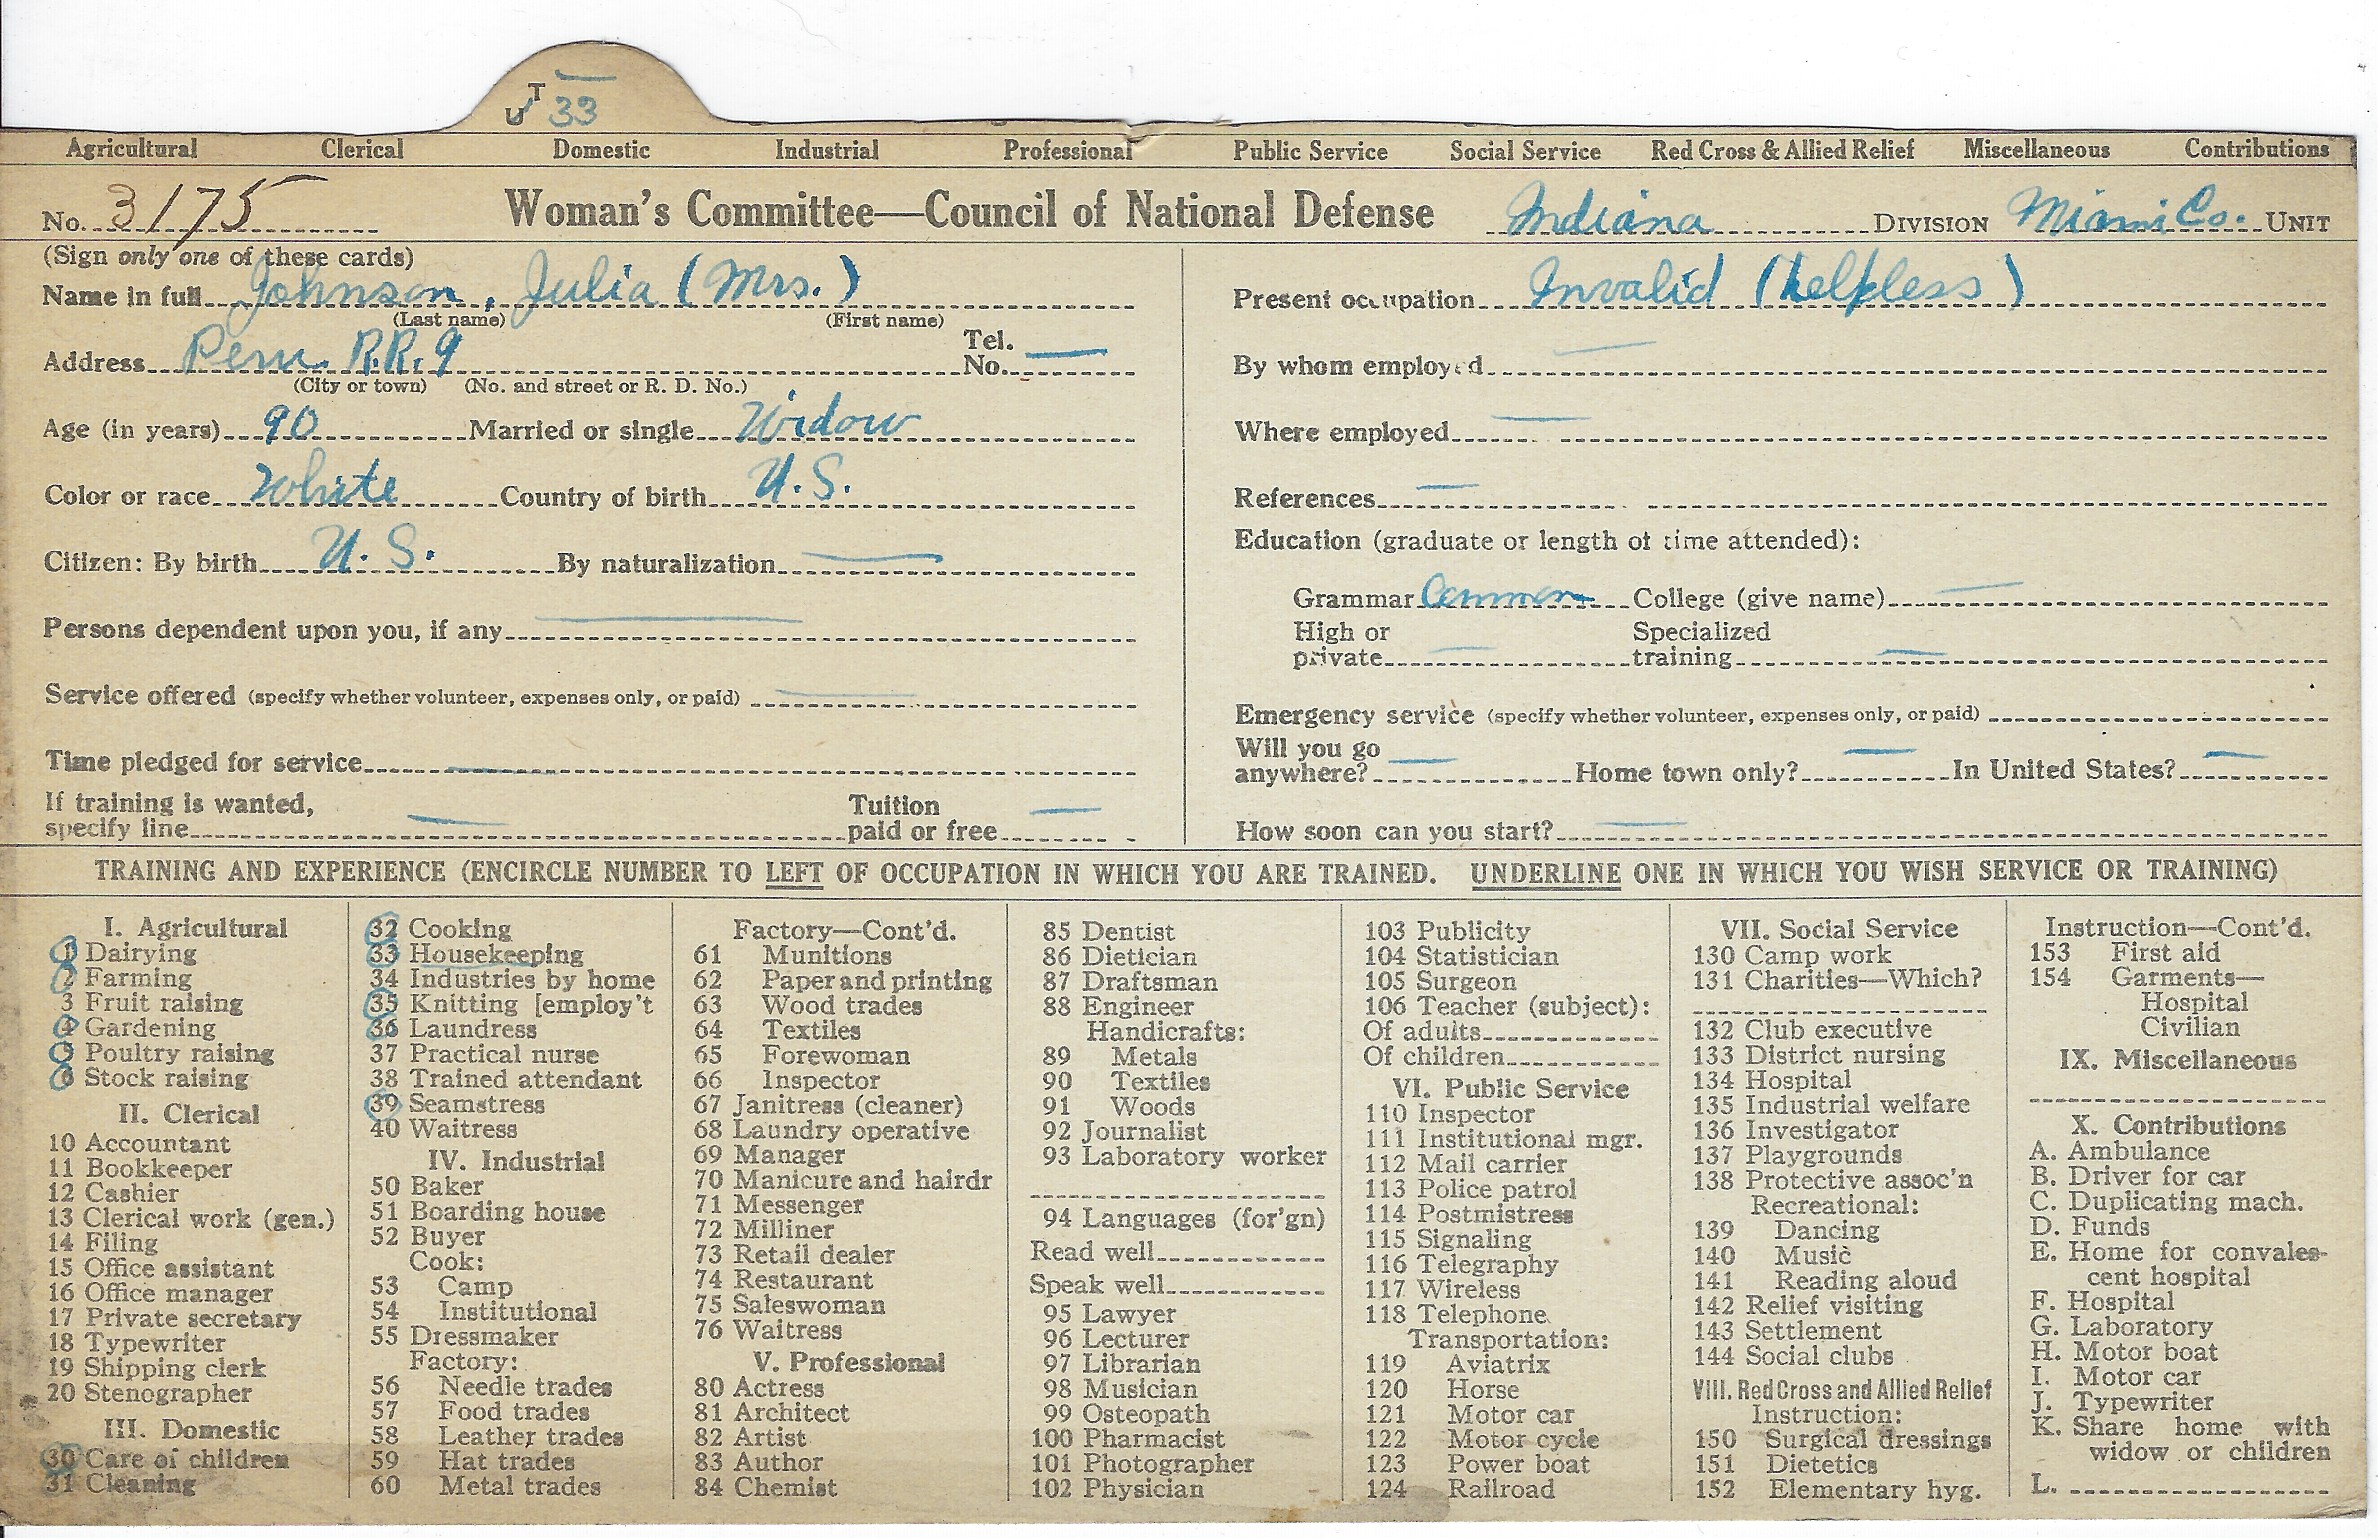 T
U 33
Agricultural Clerical Domestic Industrial Professional Public Service Social Service Red Cross & Allied Relief Miscellaneous Contributions
No. 3175 Woman's Committee—Council of National Defense Indiana DIVISION Miami Co. UNIT
(Sign only one of these cards)
Name in full Johnson, Julia (Mrs.)
(Last name) (First name)
Address Peru R.R. 9 Tel. No. —
(City or town) (No. and street or R. D. No.)
Age (in years) 90 Married or single Widow
Color or race White Country of birth U.S.
Citizen: By birth U.S. By naturalization —
Persons dependent upon you, if any —
Service offered (specify whether volunteer, expenses only, or paid) —
Time pledged for service —
If training is wanted, Tuition
specify line — paid or free —
Present occupation Invalid (helpless)
By whom employed —
Where employed —
References —
Education (graduate or length of time attended):
Grammar Common College (give name) —
High or Specialized
private — training —
Emergency service (specify whether volunteer, expenses only, or paid)
Will you go
anywhere? — Home town only? — In United States? —
How soon can you start? —
TRAINING AND EXPERIENCE (ENCIRCLE NUMBER TO LEFT OF OCCUPATION IN WHICH YOU ARE TRAINED. UNDERLINE ONE IN WHICH YOU WISH SERVICE OR TRAINING)
I. Agricultural
1 Dairying
2 Farming
3 Fruit raising
4 Gardening
5 Poultry raising
6 Stock raising
II. Clerical
10 Accountant
11 Bookkeeper
12 Cashier
13 Clerical work (gen.)
14 Filing
15 Office assistant
16 Office manager
17 Private secretary
18 Typewriter
19 Shipping clerk
20 Stenographer
III. Domestic
30 Care of children
31 Cleaning
32 Cooking
33 Housekeeping
34 Industries by home
35 Knitting [employ't
36 Laundress
37 Practical nurse
38 Trained attendant
39 Seamstress
40 Waitress
IV. Industrial
50 Baker
51 Boarding house
52 Buyer
Cook:
53 Camp
54 Institutional
55 Dressmaker
Factory:
56 Needle trades
57 Food trades
58 Leather trades
59 Hat trades
60 Metal trades
Factory—Cont'd.
61 Munitions
62 Paper and printing
63 Wood trades
64 Textiles
65 Forewoman
66 Inspector
67 Janitress (cleaner)
68 Laundry operative
69 Manager
70 Manicure and hairdr
71 Messenger
72 Milliner
73 Retail dealer
74 Restaurant
75 Saleswoman
76 Waitress
V. Professional
80 Actress
81 Architect
82 Artist
83 Author
84 Chemist
85 Dentist
86 Dietician
87 Draftsman
88 Engineer
Handicrafts:
89 Metals
90 Textiles
91 Woods
92 Journalist
93 Laboratory worker
94 Languages (for'gn)
Read well
Speak well
95 Lawyer
96 Lecturer
97 Librarian
98 Musician
99 Osteopath
100 Pharmacist
101 Photographer
102 Physician
103 Publicity
104 Statistician
105 Surgeon
106 Teacher (subject):
Of adults
Of children
VI. Public Service
110 Inspector
111 Institutional mgr.
112 Mail carrier
113 Police patrol
114 Postmistress
115 Signaling
116 Telegraphy
117 Wireless
118 Telephone
Transportation:
119 Aviatrix
120 Horse
121 Motor car
122 Motor cycle
123 Power boat
124 Railroad
VII. Social Service
130 Camp work
131 Charities—Which?
132 Club executive
133 District nursing
134 Hospital
135 Industrial welfare
136 Investigator
137 Playgrounds
138 Protective assoc'n
Recreational:
139 Dancing
140 Music
141 Reading aloud
142 Relief visiting
143 Settlement
144 Social clubs
VIII. Red Cross and Allied Relief
Instruction:
150 Surgical dressings
151 Dietetics
152 Elementary hyg.
Instruction—Cont'd.
153 First aid
154 Garments—
Hospital
Civilian
IX. Miscellaneous
X. Contributions
A. Ambulance
B. Driver for car
C. Duplicating mach.
D. Funds
E. Home for convales-
cent hospital
F. Hospital
G. Laboratory
H. Motor boat
I. Motor car
J. Typewriter
K. Share home with
widow or children
L.